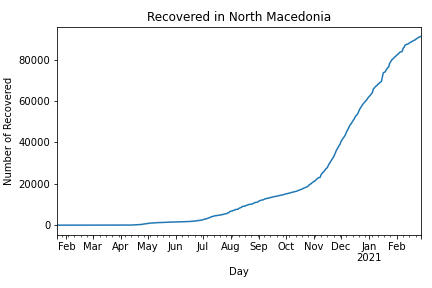 Recovered in North Macedonia
Number of Recovered
80000
60000
40000
20000
0
Feb Mar Apr May Jun Jul Aug Sep Oct Nov Dec Jan Feb
2021
Day